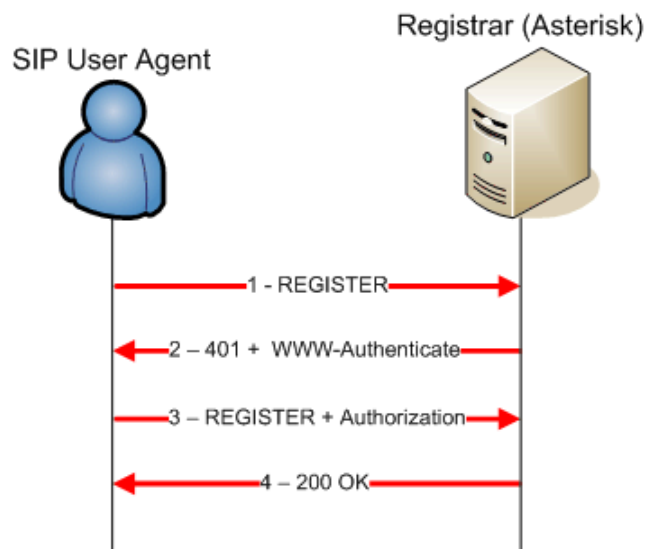 Registrar (Asterisk)
SIP User Agent
1 - REGISTER
2 – 401 + WWW-Authenticate
3 – REGISTER + Authorization
4 – 200 OK